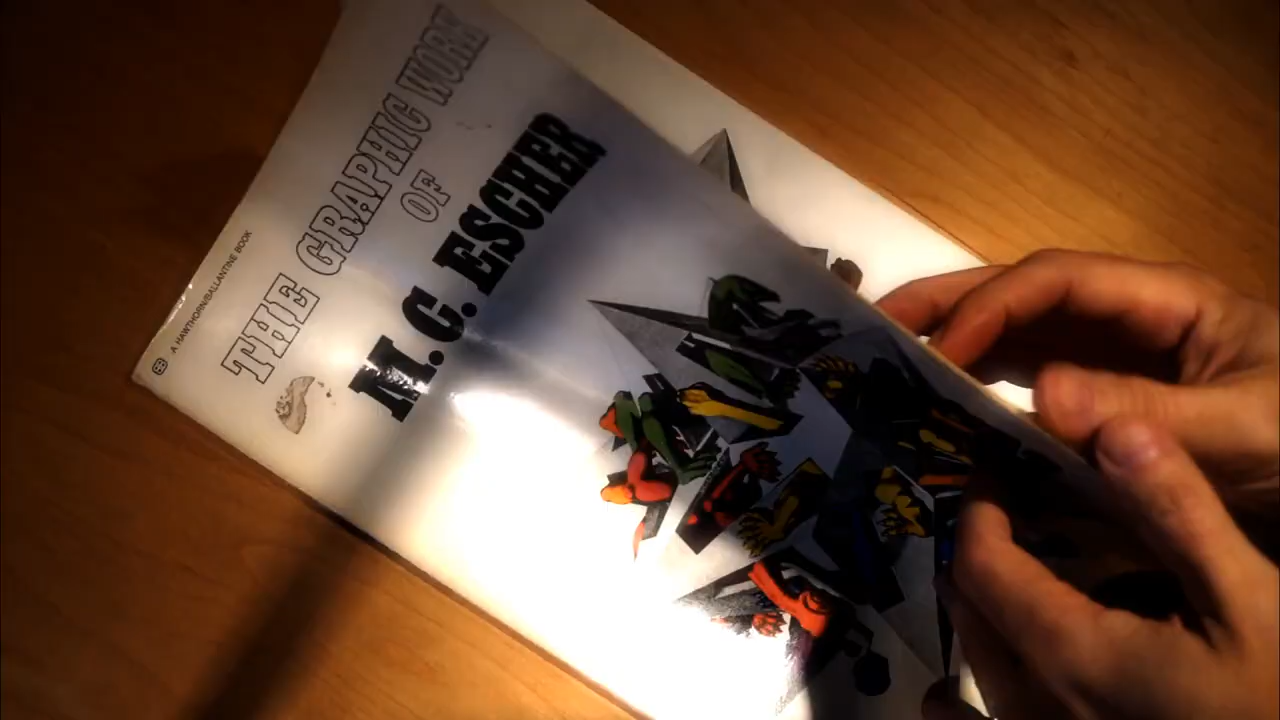 THE GRAPHIC WORK
OF
M.C. ESCHER
A HAWTHORN/BALLANTINE BOOK